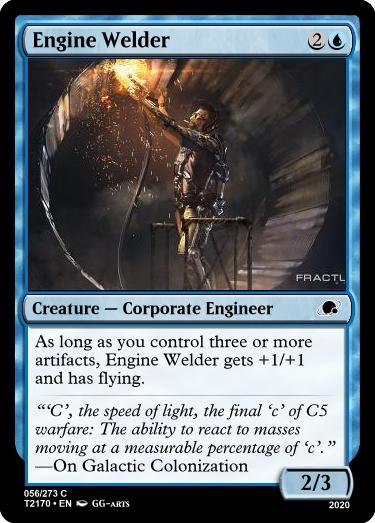 Engine Welder 2
FRACTL
Creature — Corporate Engineer
As long as you control three or more
artifacts, Engine Welder gets +1/+1
and has flying.
“‘C’, the speed of light, the final ‘c’ of C5
warfare: The ability to react to masses
moving at a measurable percentage of ‘c’.”
—On Galactic Colonization
2/3
056/273 C
T2170 • EN GG-ARTS
2020